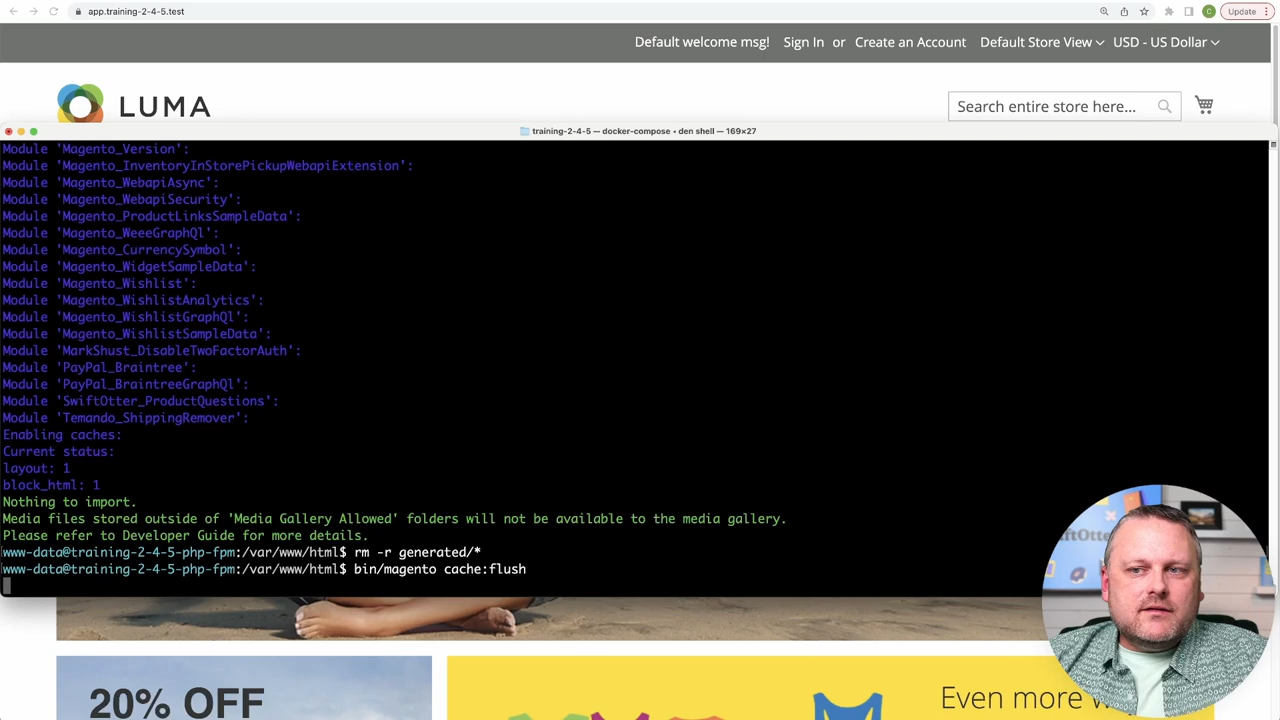 app.training-2-4-5.test
C
Update
Default welcome msg! Sign In or Create an Account Default Store View USD - US Dollar
LUMA
Search entire store here...
training-2-4-5 — docker-compose • den shell — 169×27
Module 'Magento_Version':
Module 'Magento_InventoryInStorePickupWebapiExtension':
Module 'Magento_WebapiAsync':
Module 'Magento_WebapiSecurity':
Module 'Magento_ProductLinksSampleData':
Module 'Magento_WeeeGraphQl':
Module 'Magento_CurrencySymbol':
Module 'Magento_WidgetSampleData':
Module 'Magento_Wishlist':
Module 'Magento_WishlistAnalytics':
Module 'Magento_WishlistGraphQl':
Module 'Magento_WishlistSampleData':
Module 'MarkShust_DisableTwoFactorAuth':
Module 'PayPal_Braintree':
Module 'PayPal_BraintreeGraphQl':
Module 'SwiftOtter_ProductQuestions':
Module 'Temando_ShippingRemover':
Enabling caches:
Current status:
layout: 1
block_html: 1
Nothing to import.
Media files stored outside of 'Media Gallery Allowed' folders will not be available to the media gallery.
Please refer to Developer Guide for more details.
www-data@training-2-4-5-php-fpm:/var/www/html$ rm -r generated/*
www-data@training-2-4-5-php-fpm:/var/www/html$ bin/magento cache:flush
20% OFF
Even more